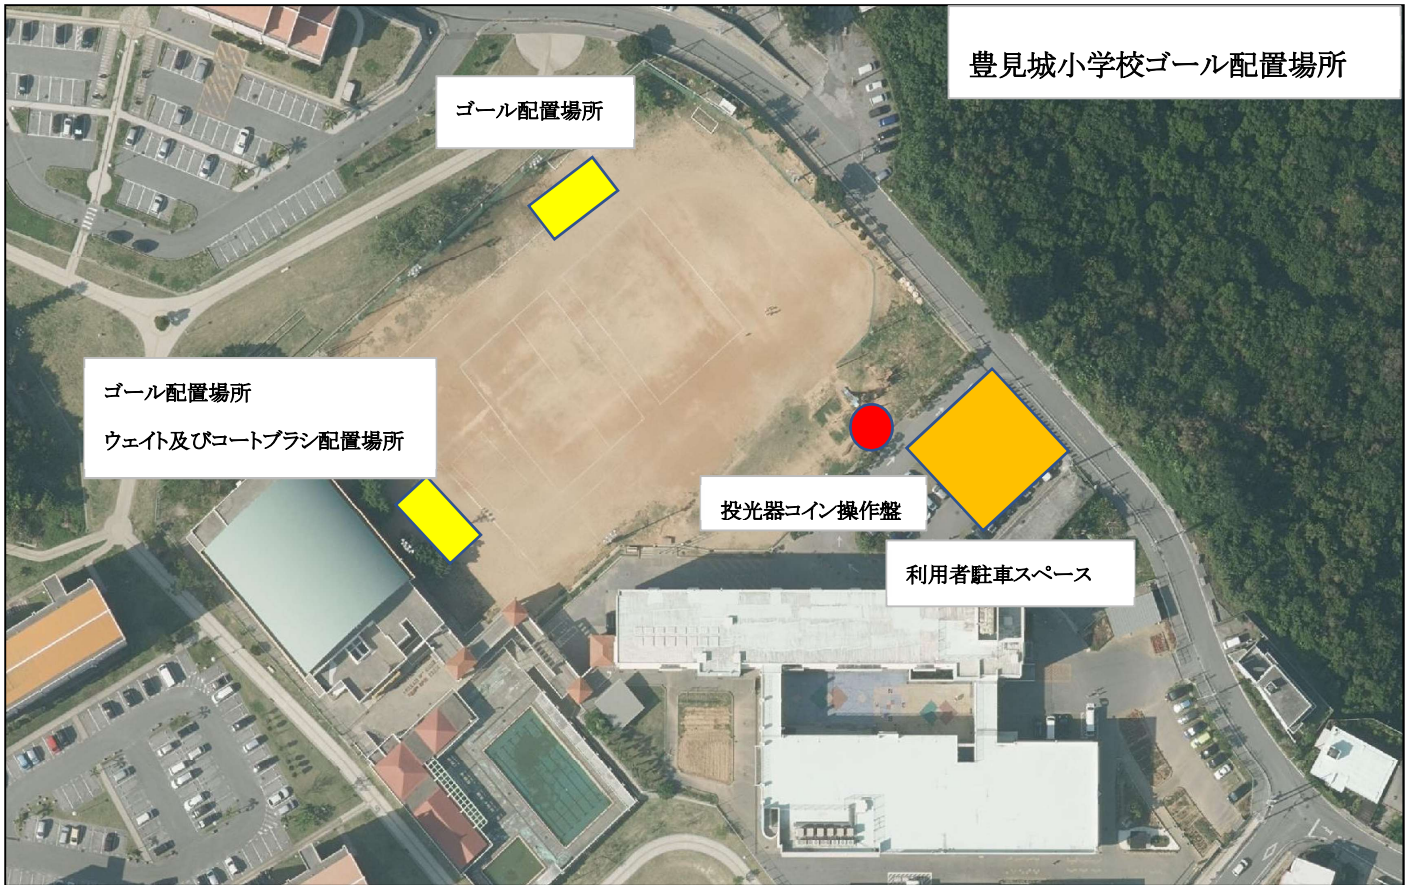 豊見城小学校ゴール配置場所
ゴール配置場所
ゴール配置場所
ウェイト及びコートブラシ配置場所
投光器コイン操作盤
利用者駐車スペース